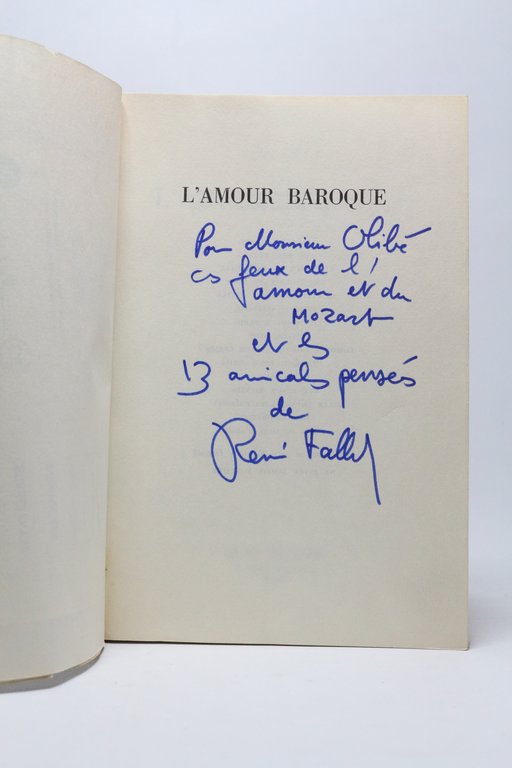 L'AMOUR BAROQUE
Pour Monsieur Olibé
ces jeux de l'
amour et du
Mozart
et les
13 amicales pensées
de
René Fallet